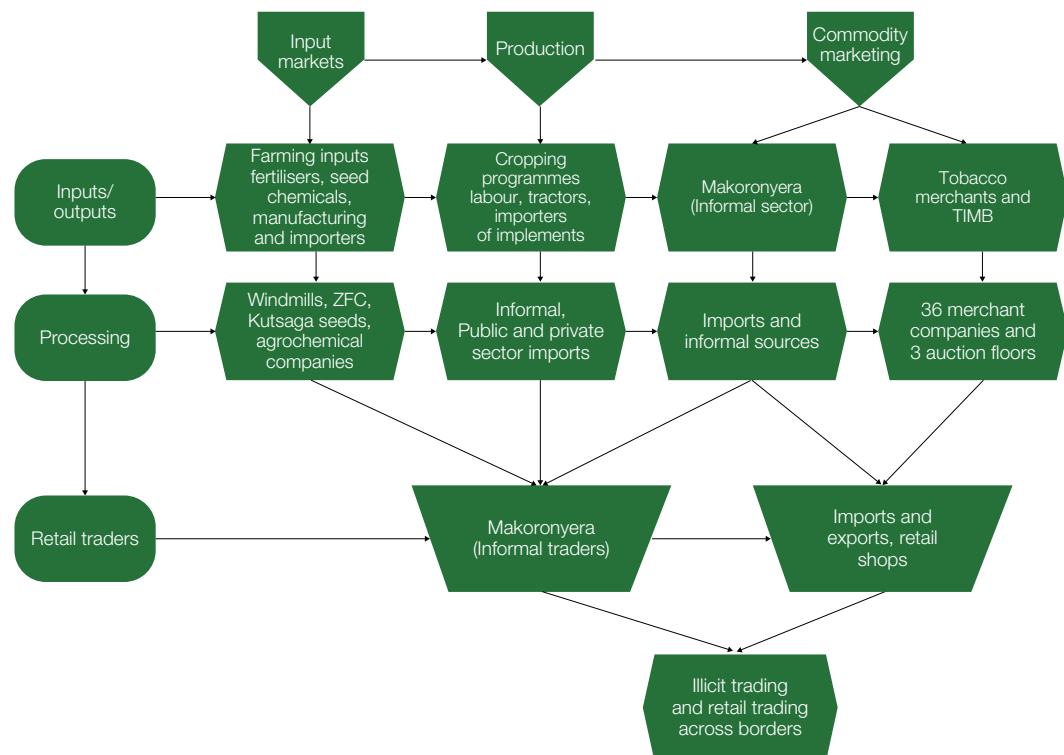 Input
markets
Production
Commodity
marketing
Inputs/
outputs
Farming inputs
fertilisers, seed
chemicals,
manufacturing
and importers
Cropping
programmes
labour, tractors,
importers
of implements
Makoronyera
(Informal sector)
Tobacco
merchants and
TIMB
Processing
Windmills, ZFC,
Kutsaga seeds,
agrochemical
companies
Informal,
Public and private
sector imports
Imports and
informal sources
36 merchant
companies and
3 auction floors
Retail traders
Makoronyera
(Informal traders)
Imports and
exports, retail
shops
Illicit trading
and retail trading
across borders